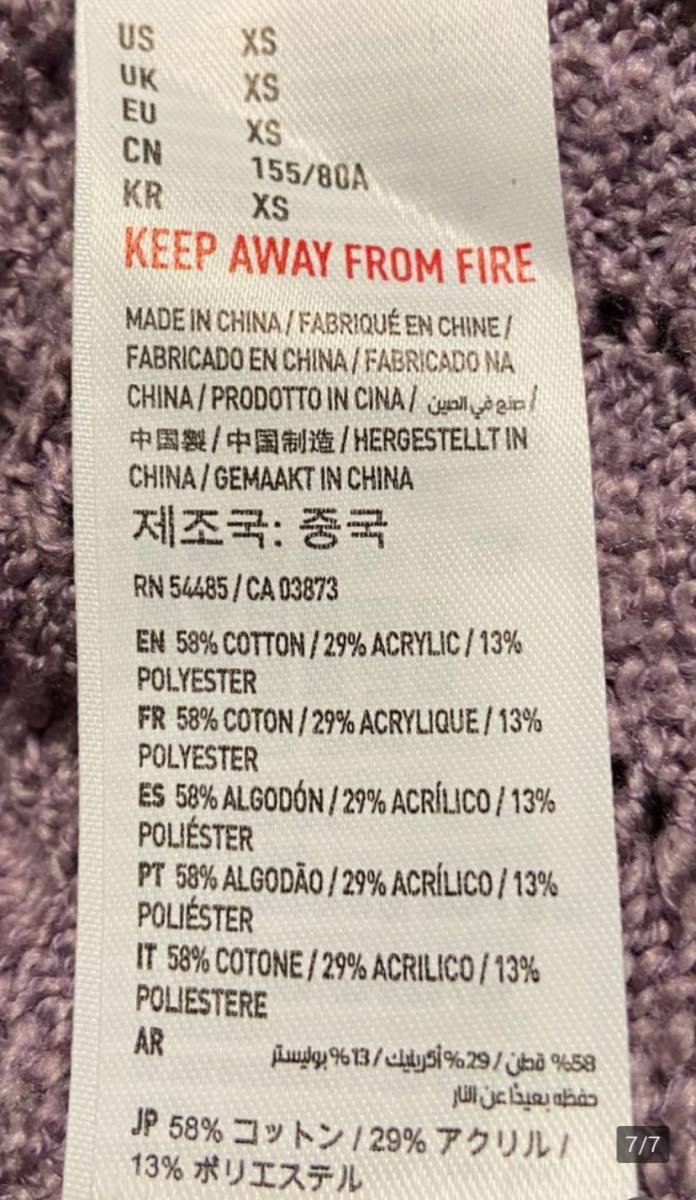 US XS
UK XS
EU XS
CN 155/80A
KR XS
KEEP AWAY FROM FIRE
MADE IN CHINA / FABRIQUÉ EN CHINE /
FABRICADO EN CHINA / FABRICADO NA
CHINA / PRODOTTO IN CINA / صنع في الصين /
中国製 / 中国制造 / HERGESTELLT IN
CHINA / GEMAAKT IN CHINA
제조국: 중국
RN 54485 / CA 03873
EN 58% COTTON / 29% ACRYLIC / 13%
POLYESTER
FR 58% COTON / 29% ACRYLIQUE / 13%
POLYESTER
ES 58% ALGODÓN / 29% ACRÍLICO / 13%
POLIÉSTER
PT 58% ALGODÃO / 29% ACRÍLICO / 13%
POLIÉSTER
IT 58% COTONE / 29% ACRILICO / 13%
POLIESTERE
AR 58% قطن / 29% أكريليك / 13% بوليستر
حفظه بعيدًا عن النار
JP 58% コットン / 29% アクリル /
13% ポリエステル
7/7